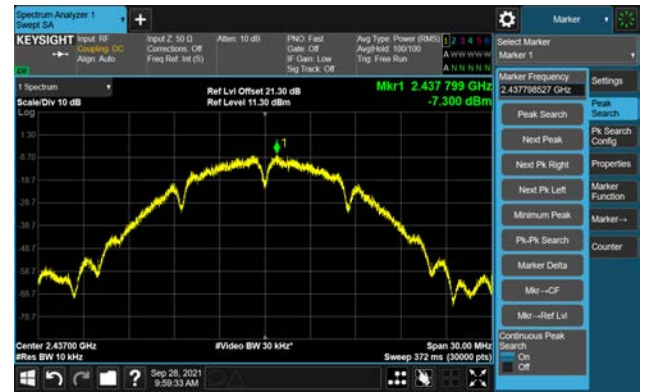 Spectrum Analyzer 1
Swept SA
Marker
KEYSIGHT
Input: RF
Coupling: DC
Align: Auto
Input Z: 50 Ω
Corrections: Off
Freq Ref: Int (S)
Atten: 10 dB
PNO: Fast
Gate: Off
IF Gain: Low
Sig Track: Off
Avg Type: Power (RMS)
Avg|Hold: 100/100
Trig: Free Run
1 2 3 4 5 6
A W W W W W
A N N N N N
Select Marker
Marker 1
1 Spectrum
Scale/Div 10 dB
Log
Ref Lvl Offset 21.30 dB
Ref Level 11.30 dBm
Mkr1 2.437 799 GHz
-7.300 dBm
1
1.30
-8.70
-18.7
-28.7
-38.7
-48.7
-58.7
-68.7
-78.7
Center 2.43700 GHz
#Res BW 10 kHz
#Video BW 30 kHz*
Span 30.00 MHz
Sweep 372 ms (30000 pts)
Marker Frequency
2.437798527 GHz
Peak Search
Next Peak
Next Pk Right
Next Pk Left
Minimum Peak
Pk-Pk Search
Marker Delta
Mkr→CF
Mkr→Ref Lvl
Continuous Peak
Search
On
Off
Settings
Peak
Search
Pk Search
Config
Properties
Marker
Function
Marker→
Counter
?
Sep 28, 2021
9:59:33 AM